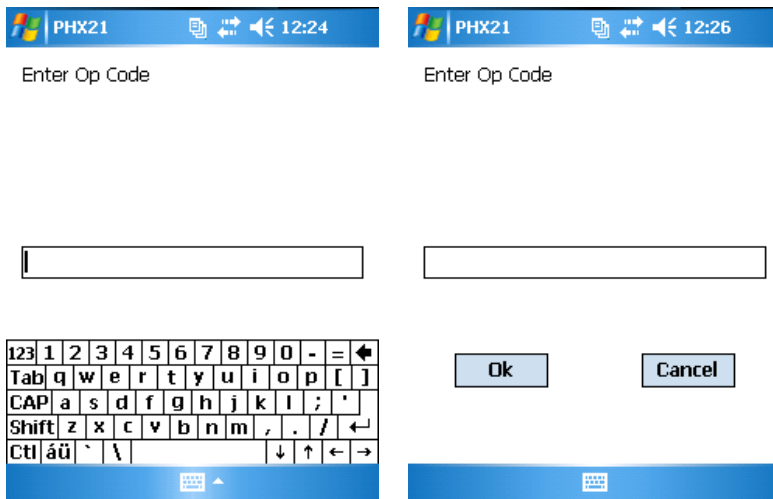 PHX21 12:24
Enter Op Code
123 1 2 3 4 5 6 7 8 9 0 - =
Tab q w e r t y u i o p [ ]
CAP a s d f g h j k l ; '
Shift z x c v b n m , . /
Ctl áü ` \ ↓ ↑ ← →
PHX21 12:26
Enter Op Code
Ok Cancel